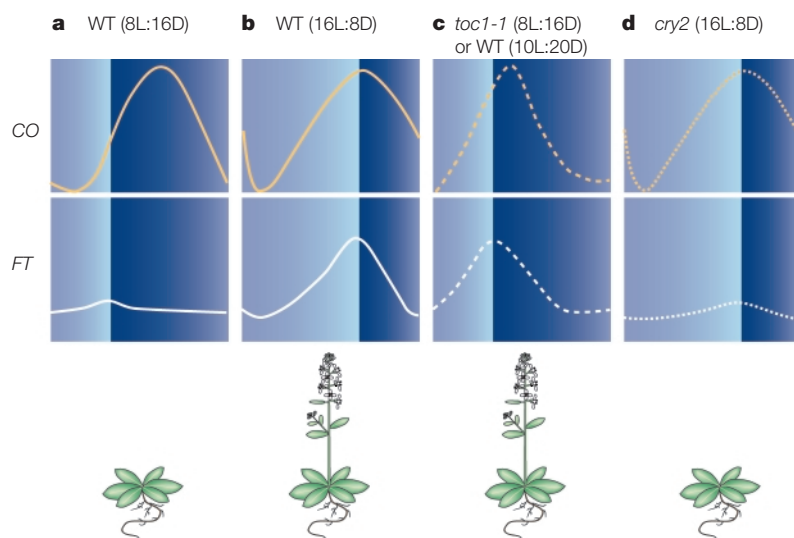 a WT (8L:16D)
b WT (16L:8D)
c toc1-1 (8L:16D)
or WT (10L:20D)
d cry2 (16L:8D)
CO
FT